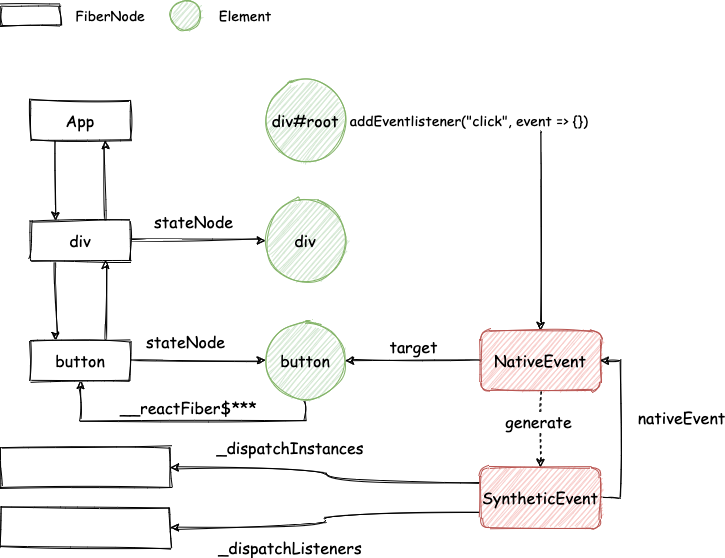 FiberNode
Element
App
div#root
addEventlistener("click", event => {})
stateNode
div
div
stateNode
button
button
target
NativeEvent
__reactFiber$***
generate
nativeEvent
_dispatchInstances
SyntheticEvent
_dispatchListeners